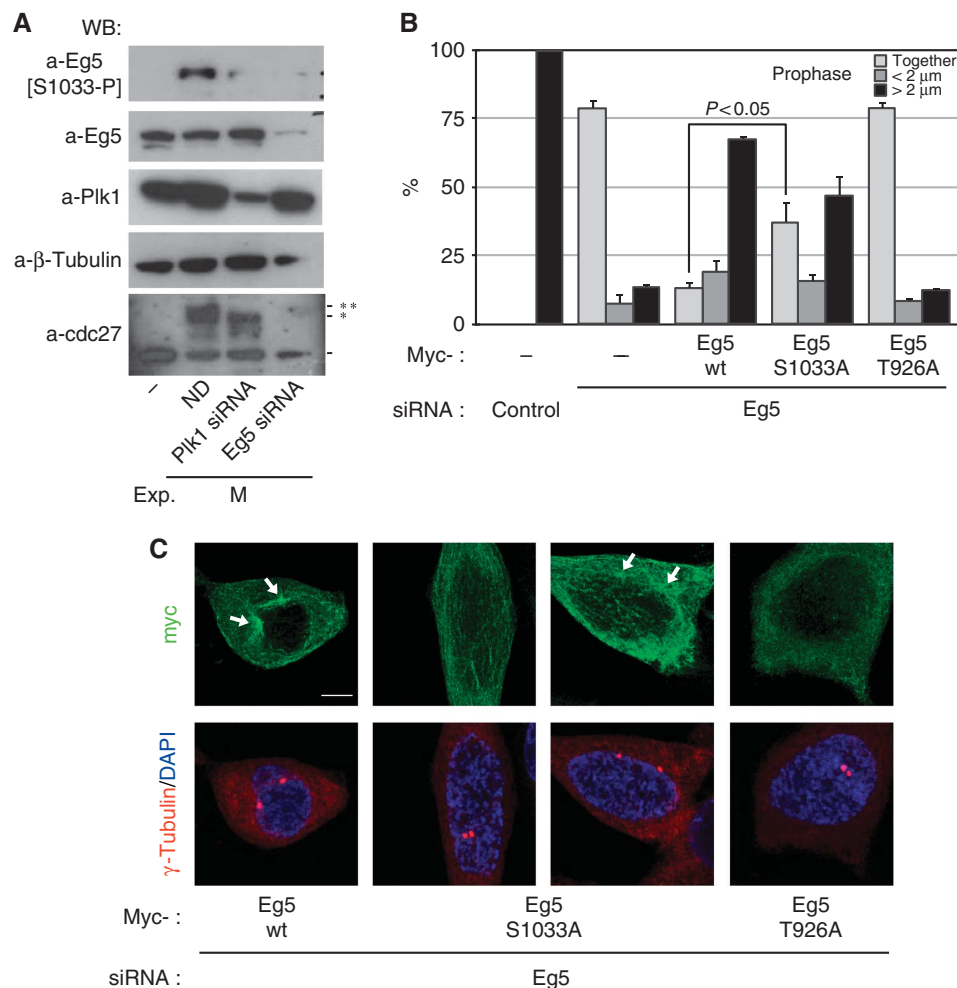 A
WB:
a-Eg5
[S1033-P]
a-Eg5
a-Plk1
a-β-Tubulin
a-cdc27
**
*
–
–
ND
Plk1 siRNA
Eg5 siRNA
Exp.
M
B
Prophase
Together
< 2 μm
> 2 μm
P<0.05
%
100
75
50
25
0
Myc- :
–
–
Eg5
wt
Eg5
S1033A
Eg5
T926A
siRNA :
Control
Eg5
C
myc
γ-Tubulin/DAPI
Myc- :
Eg5
wt
Eg5
S1033A
Eg5
T926A
siRNA :
Eg5